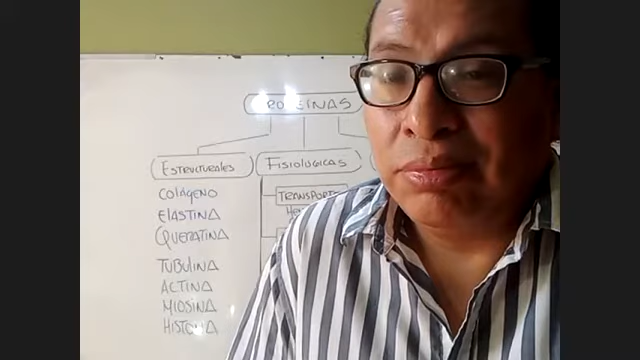 PROTEINAS
ESTRUCTURALES
FISIOLOGICAS
COLAGENO
ELASTINA
QUERATINA
TUBULINA
ACTINA
MIOSINA
HISTONA
TRANSPORTE